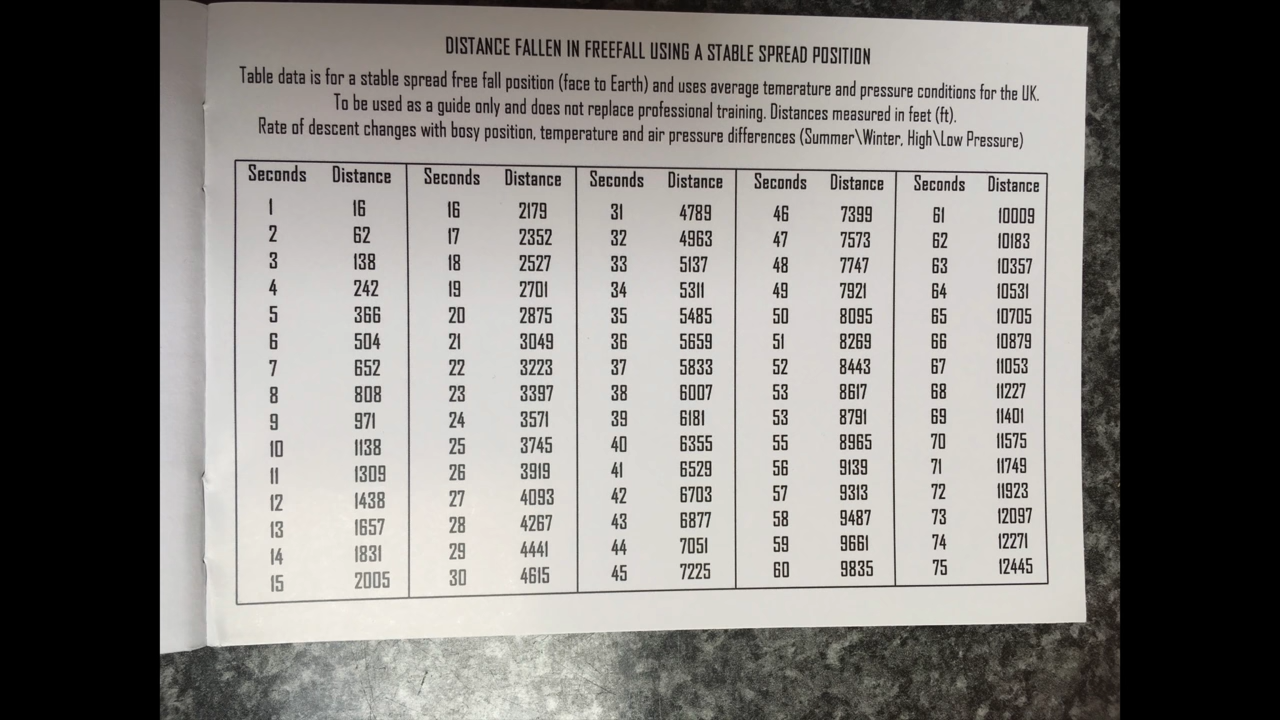 DISTANCE FALLEN IN FREEFALL USING A STABLE SPREAD POSITION
Table data is for a stable spread free fall position (face to Earth) and uses average temerature and pressure conditions for the UK.
To be used as a guide only and does not replace professional training. Distances measured in feet (ft).
Rate of descent changes with bosy position, temperature and air pressure differences (Summer\Winter, High\Low Pressure)
Seconds Distance Seconds Distance Seconds Distance Seconds Distance Seconds Distance
1 16 16 2179 31 4789 46 7399 61 10009
2 62 17 2352 32 4963 47 7573 62 10183
3 138 18 2527 33 5137 48 7747 63 10357
4 242 19 2701 34 5311 49 7921 64 10531
5 366 20 2875 35 5485 50 8095 65 10705
6 504 21 3049 36 5659 51 8269 66 10879
7 652 22 3223 37 5833 52 8443 67 11053
8 808 23 3397 38 6007 53 8617 68 11227
9 971 24 3571 39 6181 53 8791 69 11401
10 1138 25 3745 40 6355 55 8965 70 11575
11 1309 26 3919 41 6529 56 9139 71 11749
12 1438 27 4093 42 6703 57 9313 72 11923
13 1657 28 4267 43 6877 58 9487 73 12097
14 1831 29 4441 44 7051 59 9661 74 12271
15 2005 30 4615 45 7225 60 9835 75 12445